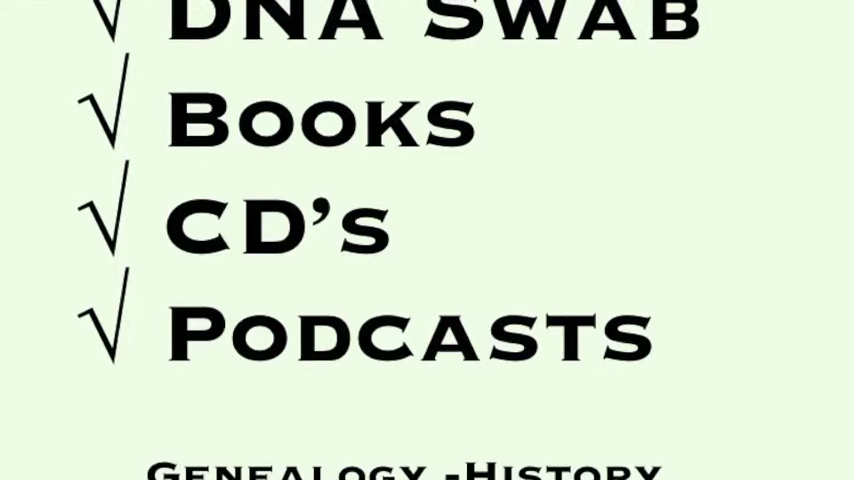 √ DNA Swab
√ Books
√ CD’s
√ Podcasts
Genealogy -History